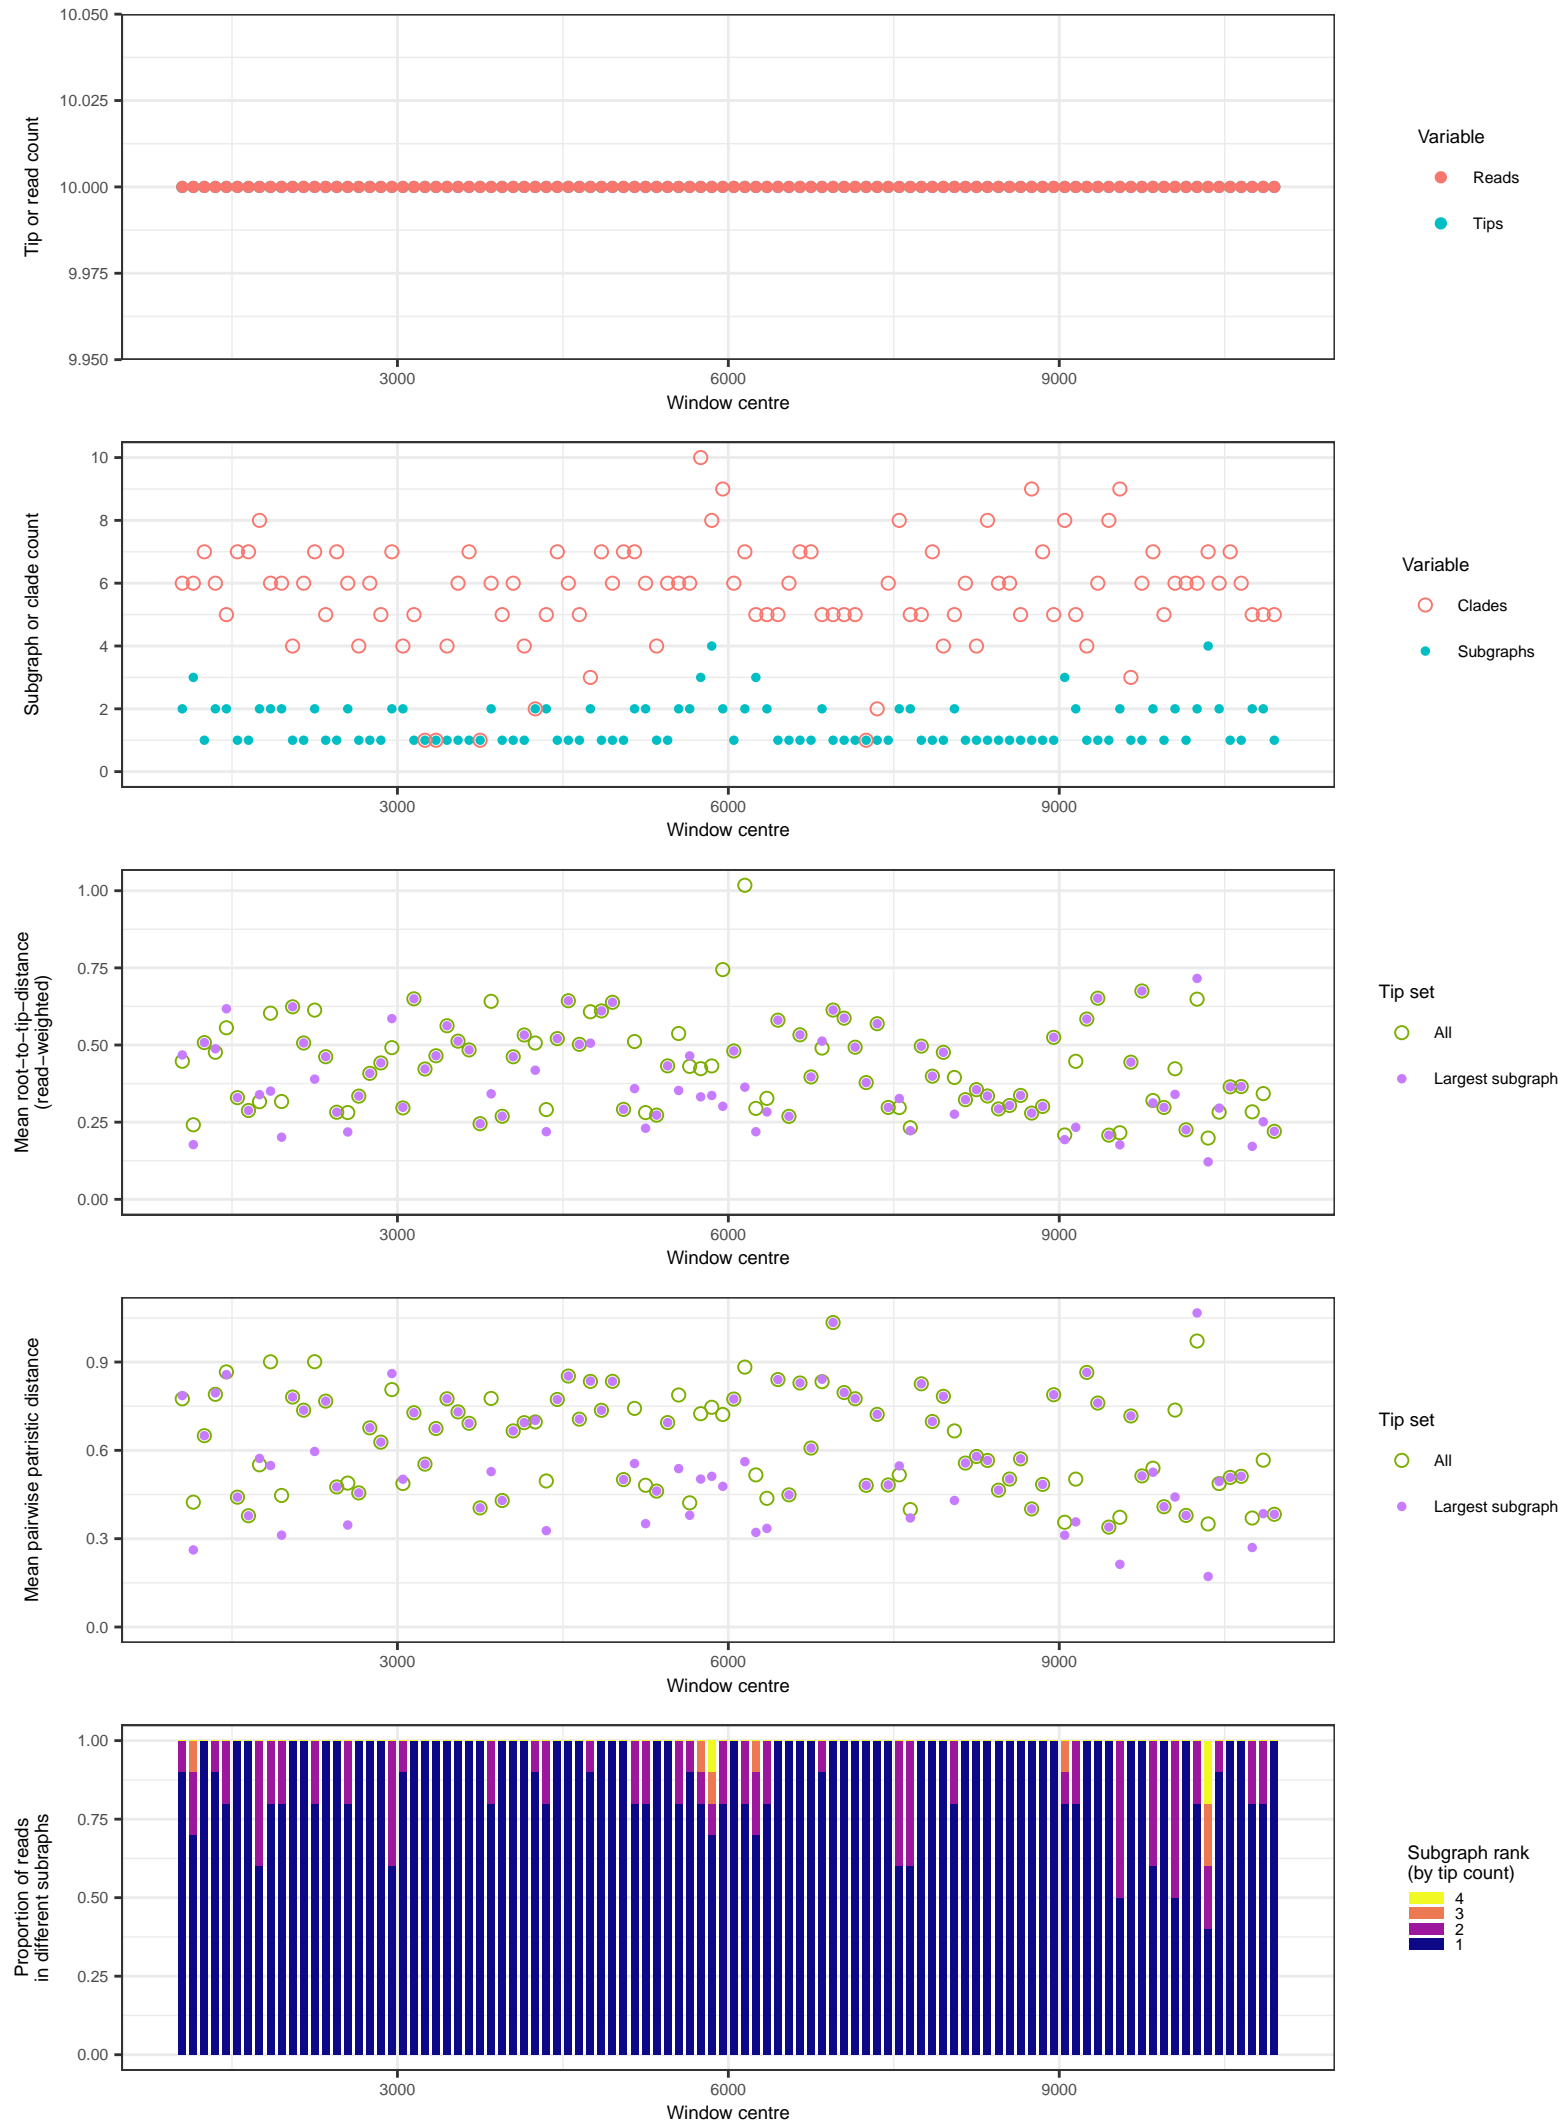 10.050
10.025
10.000
9.975
9.950
Tip or read count
3000
6000
9000
Window centre
Variable
Reads
Tips
10
8
6
4
2
0
Subgraph or clade count
3000
6000
9000
Window centre
Variable
Clades
Subgraphs
1.00
0.75
0.50
0.25
0.00
Mean root−to−tip−distance
(read−weighted)
3000
6000
9000
Window centre
Tip set
All
Largest subgraph
0.9
0.6
0.3
0.0
Mean pairwise patristic distance
3000
6000
9000
Window centre
Tip set
All
Largest subgraph
1.00
0.75
0.50
0.25
0.00
Proportion of reads
in different subraphs
3000
6000
9000
Window centre
Subgraph rank
(by tip count)
4
3
2
1